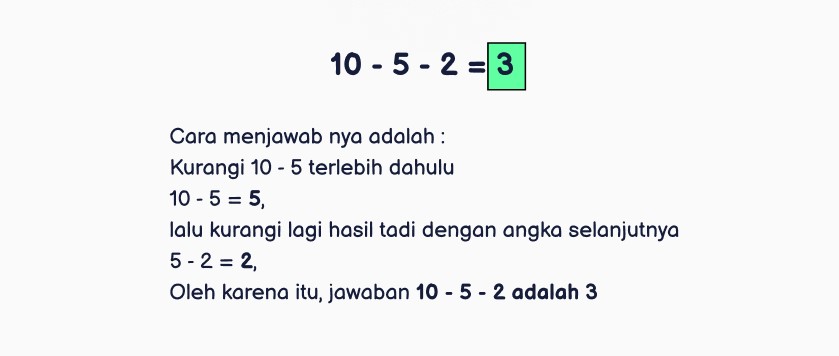 10 - 5 - 2 = 3
Cara menjawab nya adalah :
Kurangi 10 - 5 terlebih dahulu
10 - 5 = 5,
lalu kurangi lagi hasil tadi dengan angka selanjutnya
5 - 2 = 2,
Oleh karena itu, jawaban 10 - 5 - 2 adalah 3